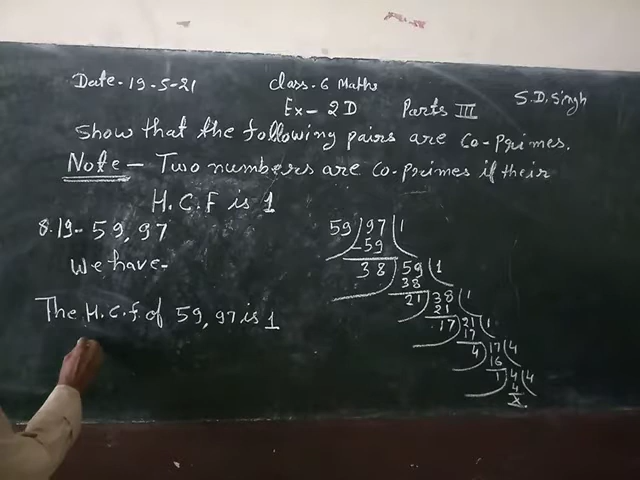 Date. 19-5-21 Class. 6 Maths S.D. Singh
Ex- 2D Parts III
Show that the following pairs are Co-primes.
Note - Two numbers are co-primes if their
H.C.F is 1
8.19- 59, 97
We have-
The H.C.f of 59, 97 is 1
59 97 1
-59
38 59 1
38
21 38 1
21
17 21 1
17
4 17 4
16
1 4 4
4
x